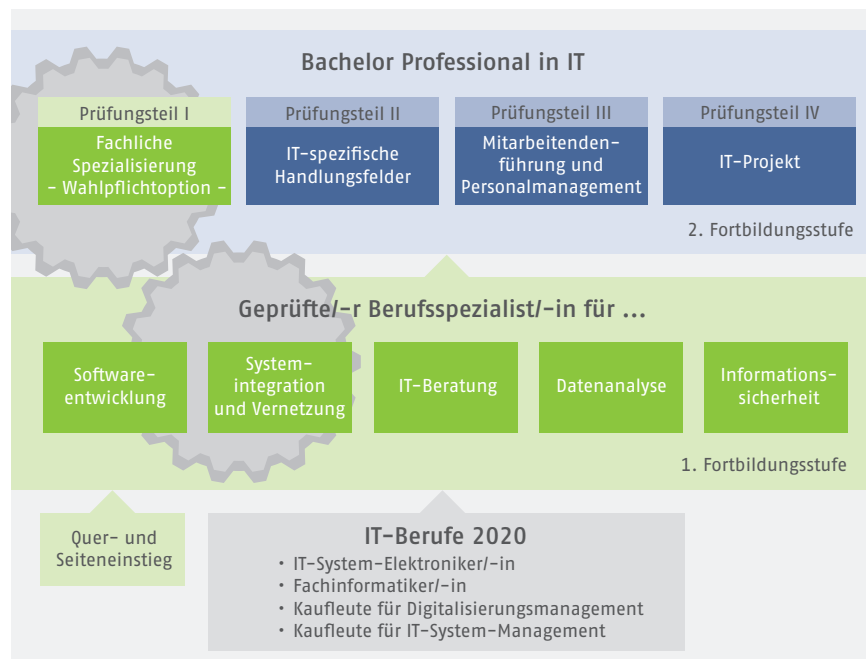 Bachelor Professional in IT
Prüfungsteil I
Fachliche
Spezialisierung
– Wahlpflichtoption –
Prüfungsteil II
IT-spezifische
Handlungsfelder
Prüfungsteil III
Mitarbeitenden-
führung und
Personalmanagement
Prüfungsteil IV
IT-Projekt
2. Fortbildungsstufe
Geprüfte/-r Berufsspezialist/-in für ...
Software-
entwicklung
System-
integration
und Vernetzung
IT-Beratung
Datenanalyse
Informations-
sicherheit
1. Fortbildungsstufe
Quer- und
Seiteneinstieg
IT-Berufe 2020
· IT-System-Elektroniker/-in
· Fachinformatiker/-in
· Kaufleute für Digitalisierungsmanagement
· Kaufleute für IT-System-Management